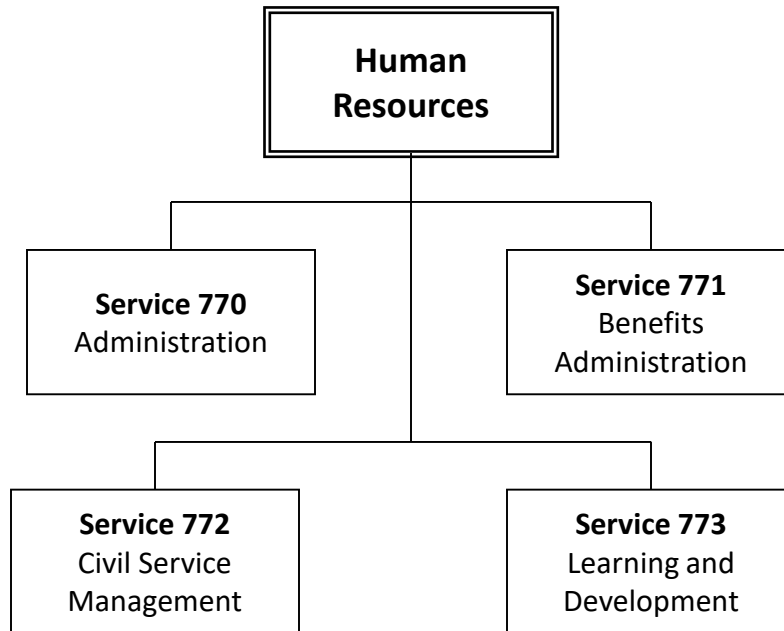 Human
Resources
Service 770
Administration
Service 771
Benefits
Administration
Service 772
Civil Service
Management
Service 773
Learning and
Development